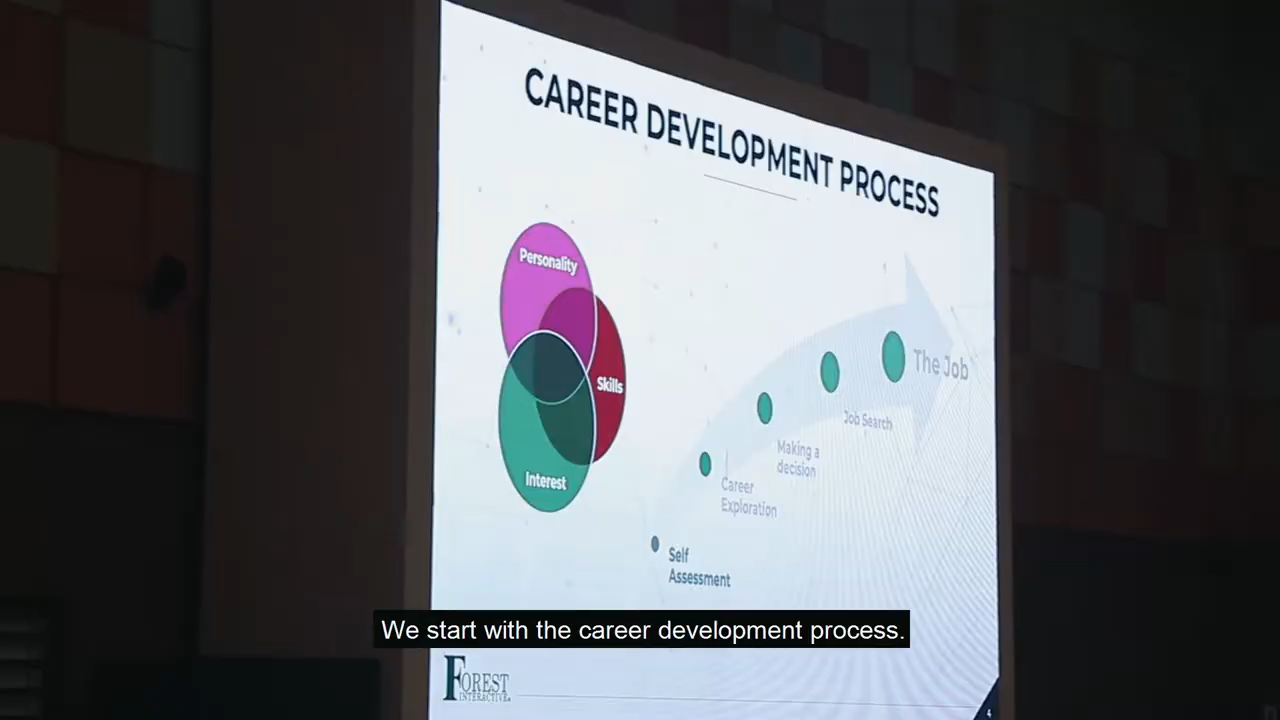 CAREER DEVELOPMENT PROCESS
Personality
Skills
Interest
The Job
Job Search
Making a
decision
Career
Exploration
Self
Assessment
We start with the career development process.
FOREST
INTERACTIVE
4